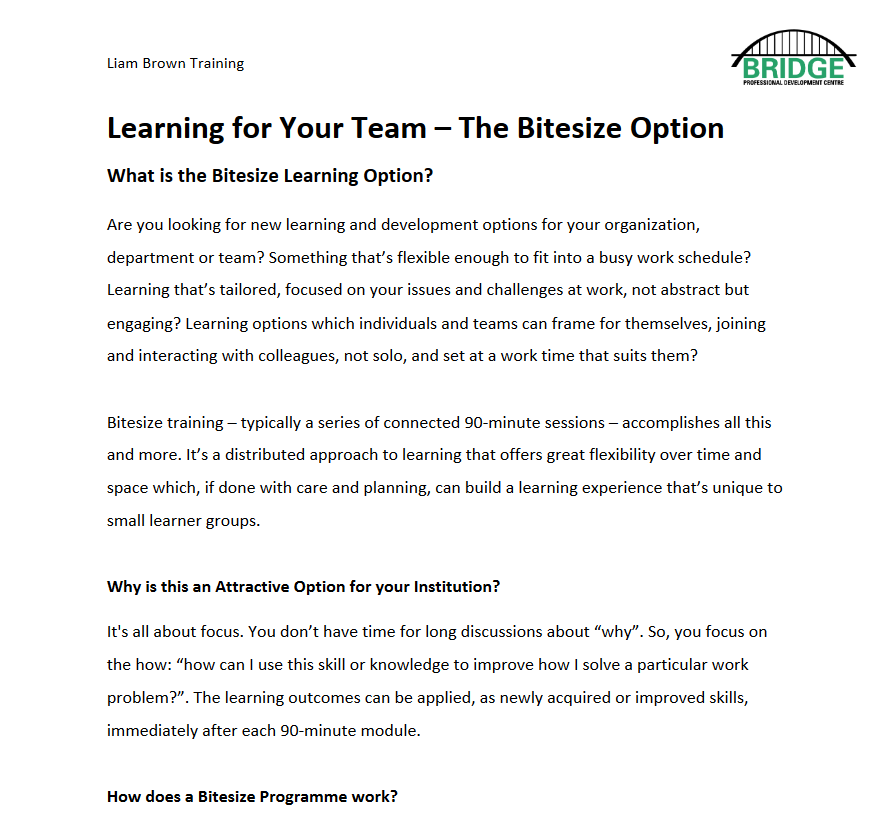 Liam Brown Training
BRIDGE
PROFESSIONAL DEVELOPMENT CENTRE
Learning for Your Team – The Bitesize Option
What is the Bitesize Learning Option?
Are you looking for new learning and development options for your organization,
department or team? Something that’s flexible enough to fit into a busy work schedule?
Learning that’s tailored, focused on your issues and challenges at work, not abstract but
engaging? Learning options which individuals and teams can frame for themselves, joining
and interacting with colleagues, not solo, and set at a work time that suits them?
Bitesize training – typically a series of connected 90-minute sessions – accomplishes all this
and more. It’s a distributed approach to learning that offers great flexibility over time and
space which, if done with care and planning, can build a learning experience that’s unique to
small learner groups.
Why is this an Attractive Option for your Institution?
It's all about focus. You don’t have time for long discussions about “why”. So, you focus on
the how: “how can I use this skill or knowledge to improve how I solve a particular work
problem?”. The learning outcomes can be applied, as newly acquired or improved skills,
immediately after each 90-minute module.
How does a Bitesize Programme work?